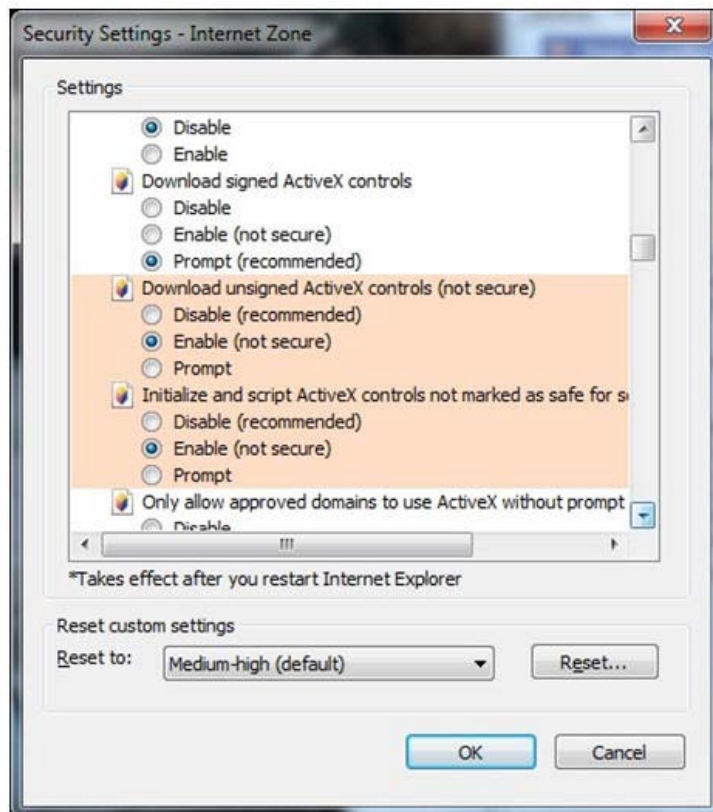 Security Settings - Internet Zone
Settings
Disable
Enable
Download signed ActiveX controls
Disable
Enable (not secure)
Prompt (recommended)
Download unsigned ActiveX controls (not secure)
Disable (recommended)
Enable (not secure)
Prompt
Initialize and script ActiveX controls not marked as safe for s
Disable (recommended)
Enable (not secure)
Prompt
Only allow approved domains to use ActiveX without prompt
Disable
*Takes effect after you restart Internet Explorer
Reset custom settings
Reset to:
Medium-high (default)
Reset...
OK
Cancel